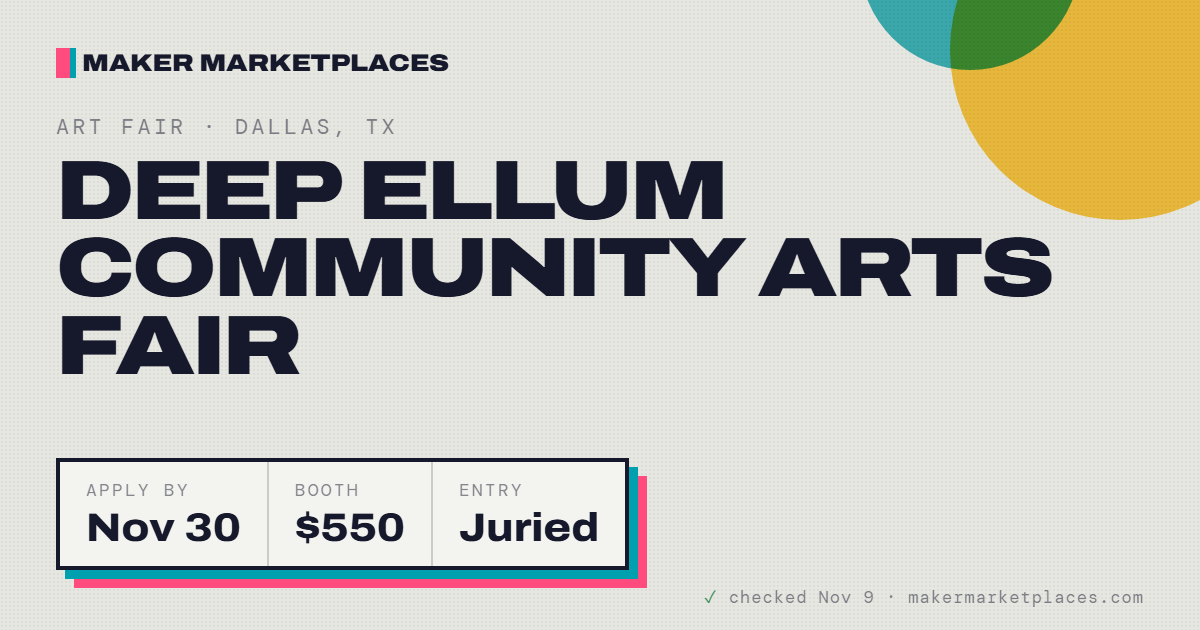 MAKER MARKETPLACES
ART FAIR · DALLAS, TX
DEEP ELLUM
COMMUNITY ARTS
FAIR
APPLY BY
Nov 30
BOOTH
$550
ENTRY
Juried
✓ checked Nov 9 · makermarketplaces.com